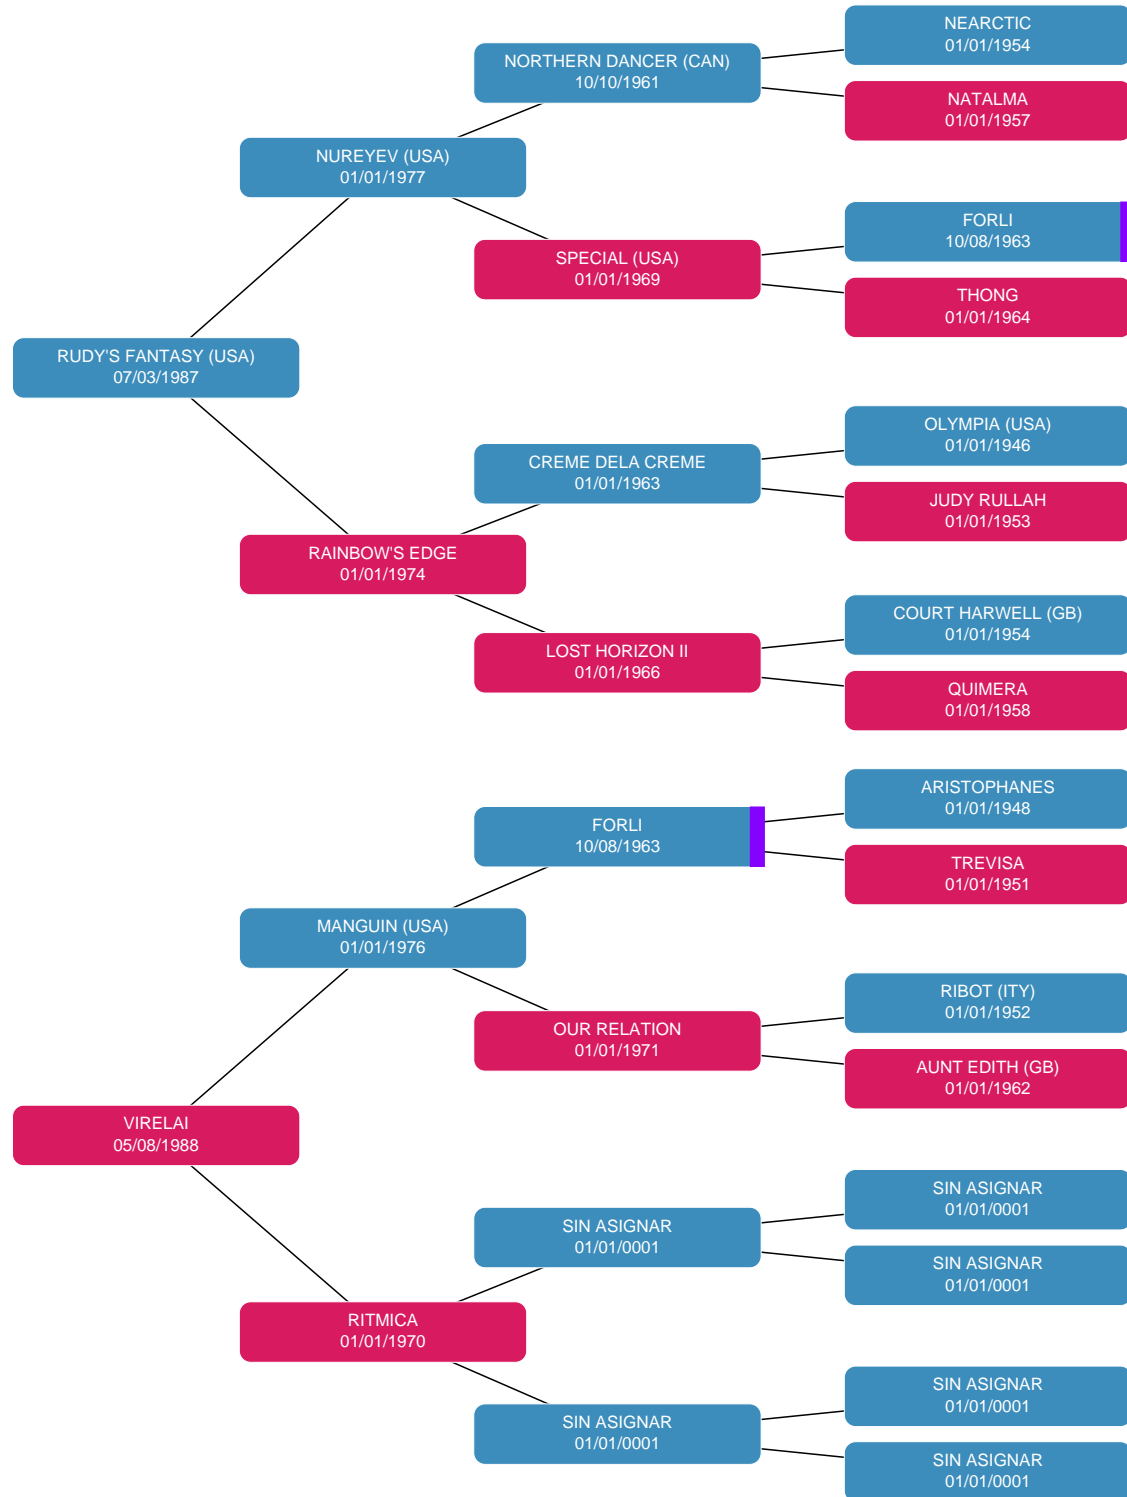 NEARCTIC
01/01/1954
NORTHERN DANCER (CAN)
10/10/1961
NATALMA
01/01/1957
NUREYEV (USA)
01/01/1977
FORLI
10/08/1963
SPECIAL (USA)
01/01/1969
THONG
01/01/1964
RUDY'S FANTASY (USA)
07/03/1987
OLYMPIA (USA)
01/01/1946
CREME DELA CREME
01/01/1963
JUDY RULLAH
01/01/1953
RAINBOW'S EDGE
01/01/1974
COURT HARWELL (GB)
01/01/1954
LOST HORIZON II
01/01/1966
QUIMERA
01/01/1958
ARISTOPHANES
01/01/1948
FORLI
10/08/1963
TREVISA
01/01/1951
MANGUIN (USA)
01/01/1976
RIBOT (ITY)
01/01/1952
OUR RELATION
01/01/1971
AUNT EDITH (GB)
01/01/1962
VIRELAI
05/08/1988
SIN ASIGNAR
01/01/0001
SIN ASIGNAR
01/01/0001
SIN ASIGNAR
01/01/0001
RITMICA
01/01/1970
SIN ASIGNAR
01/01/0001
SIN ASIGNAR
01/01/0001
SIN ASIGNAR
01/01/0001